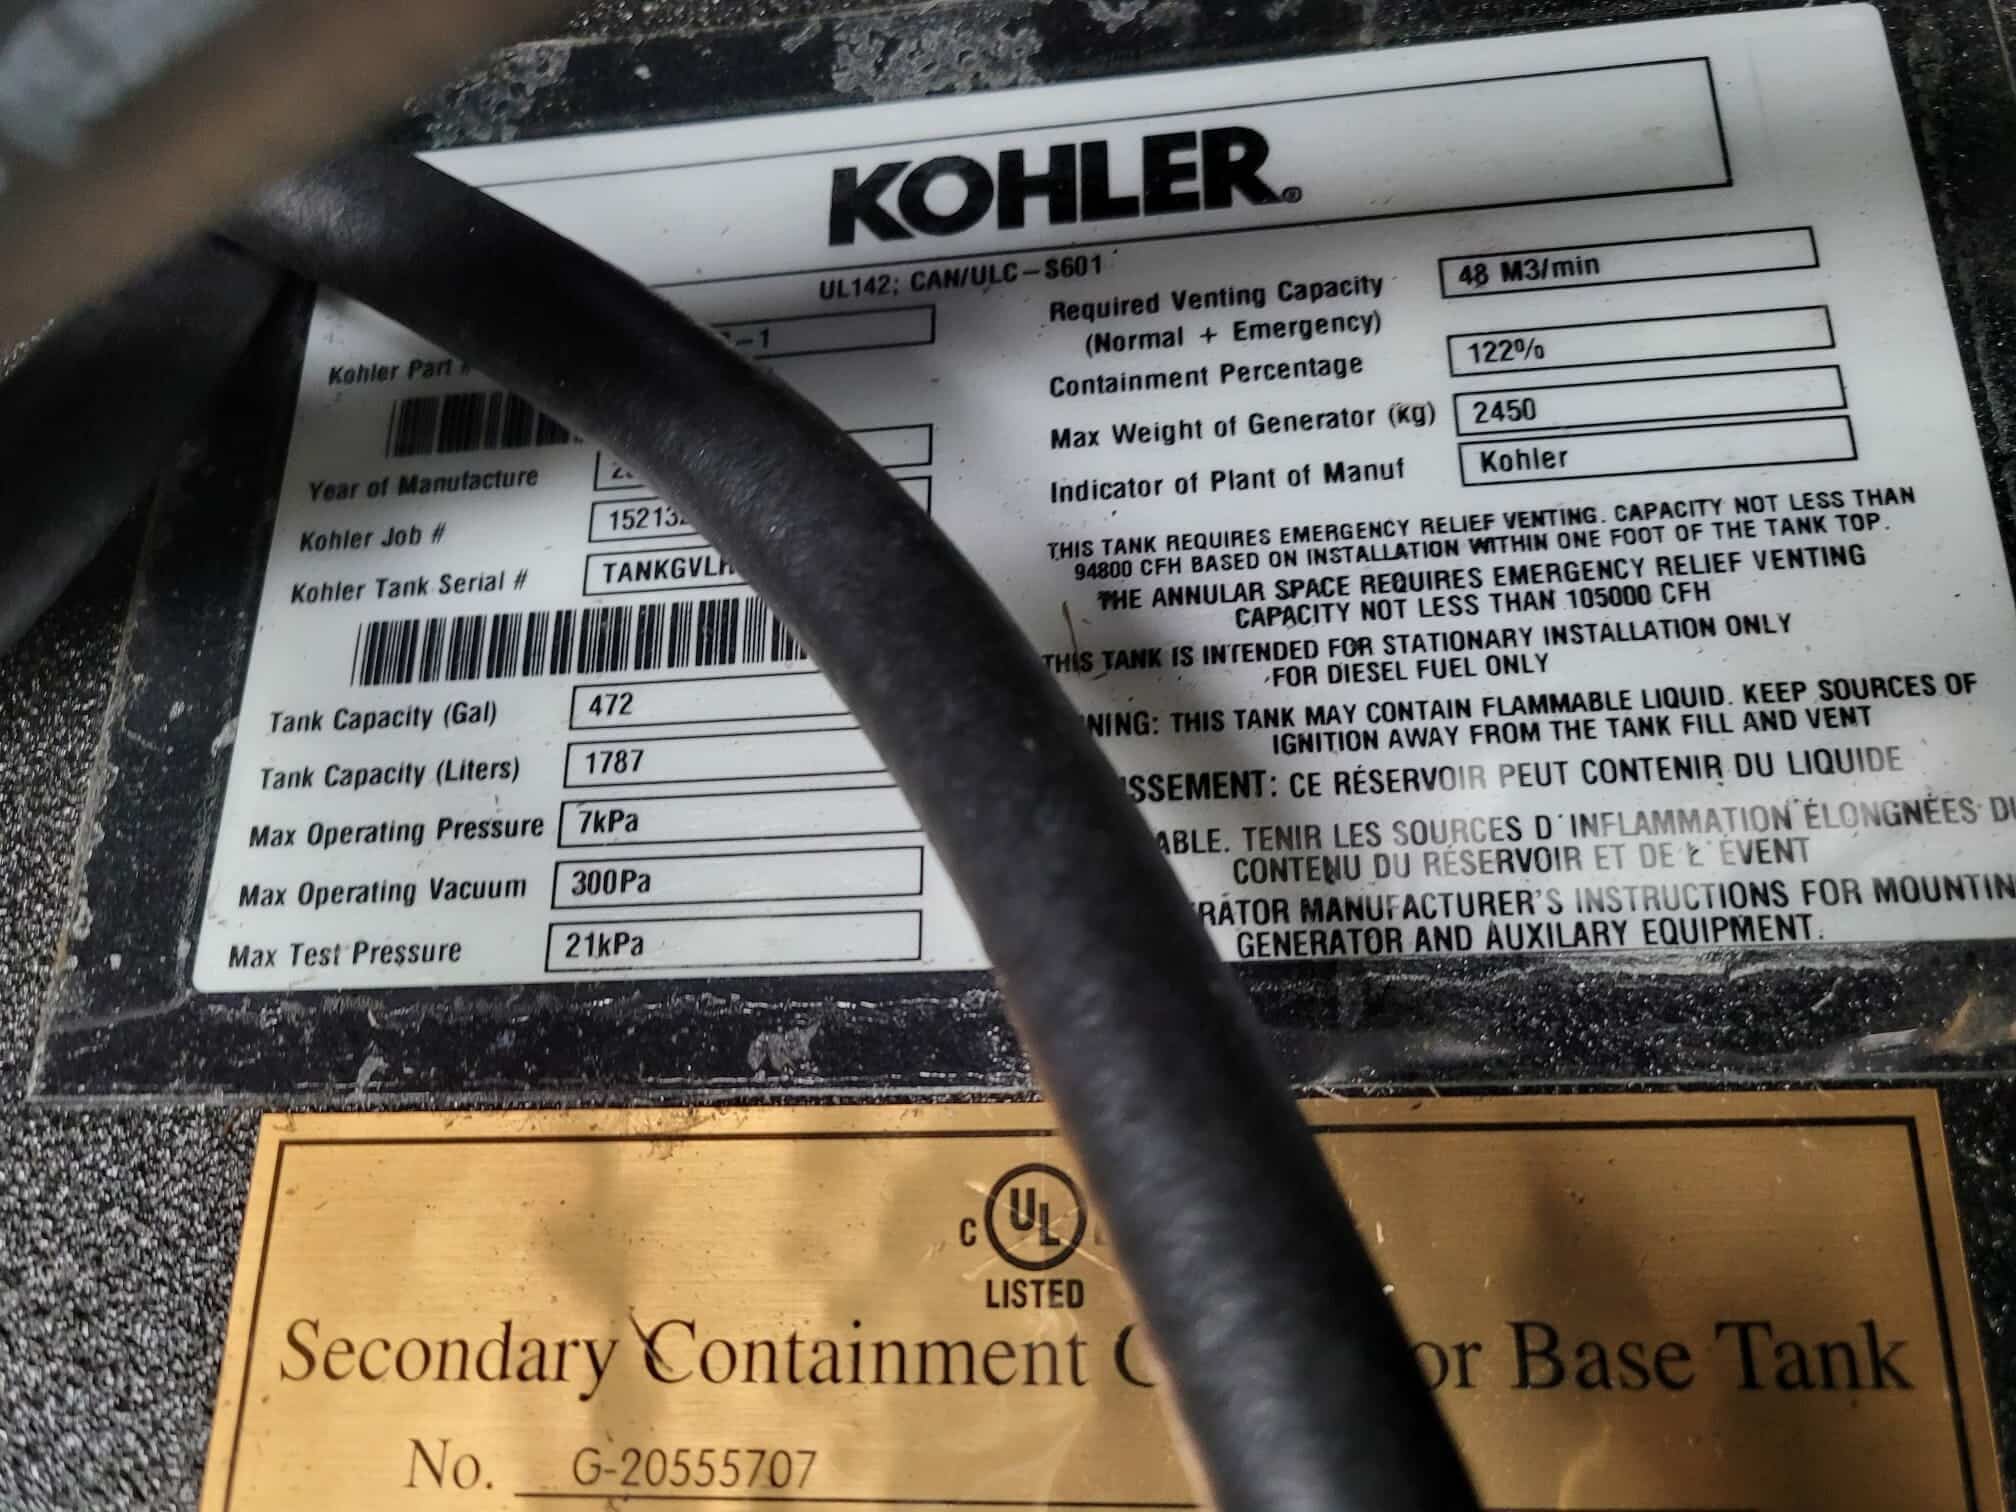 KOHLER®
UL142; CAN/ULC-S601
Kohler Part
-1
Year of Manufacture
Kohler Job # 15213
Kohler Tank Serial # TANKGVL
Tank Capacity (Gal) 472
Tank Capacity (Liters) 1787
Max Operating Pressure 7kPa
Max Operating Vacuum 300Pa
Max Test Pressure 21kPa
Required Venting Capacity 48 M3/min
(Normal + Emergency)
Containment Percentage 122%
Max Weight of Generator (kg) 2450
Indicator of Plant of Manuf Kohler
THIS TANK REQUIRES EMERGENCY RELIEF VENTING. CAPACITY NOT LESS THAN
94800 CFH BASED ON INSTALLATION WITHIN ONE FOOT OF THE TANK TOP.
THE ANNULAR SPACE REQUIRES EMERGENCY RELIEF VENTING
CAPACITY NOT LESS THAN 105000 CFH
THIS TANK IS INTENDED FOR STATIONARY INSTALLATION ONLY
FOR DIESEL FUEL ONLY
NING: THIS TANK MAY CONTAIN FLAMMABLE LIQUID. KEEP SOURCES OF
IGNITION AWAY FROM THE TANK FILL AND VENT
SSEMENT: CE RÉSERVOIR PEUT CONTENIR DU LIQUIDE
ABLE. TENIR LES SOURCES D'INFLAMMATION ÉLONGNÉES DU
CONTENU DU RÉSERVOIR ET DE L'ÉVENT
RATOR MANUFACTURER'S INSTRUCTIONS FOR MOUNTIN
GENERATOR AND AUXILARY EQUIPMENT.
C UL
LISTED
Secondary Containment G or Base Tank
No. G-20555707